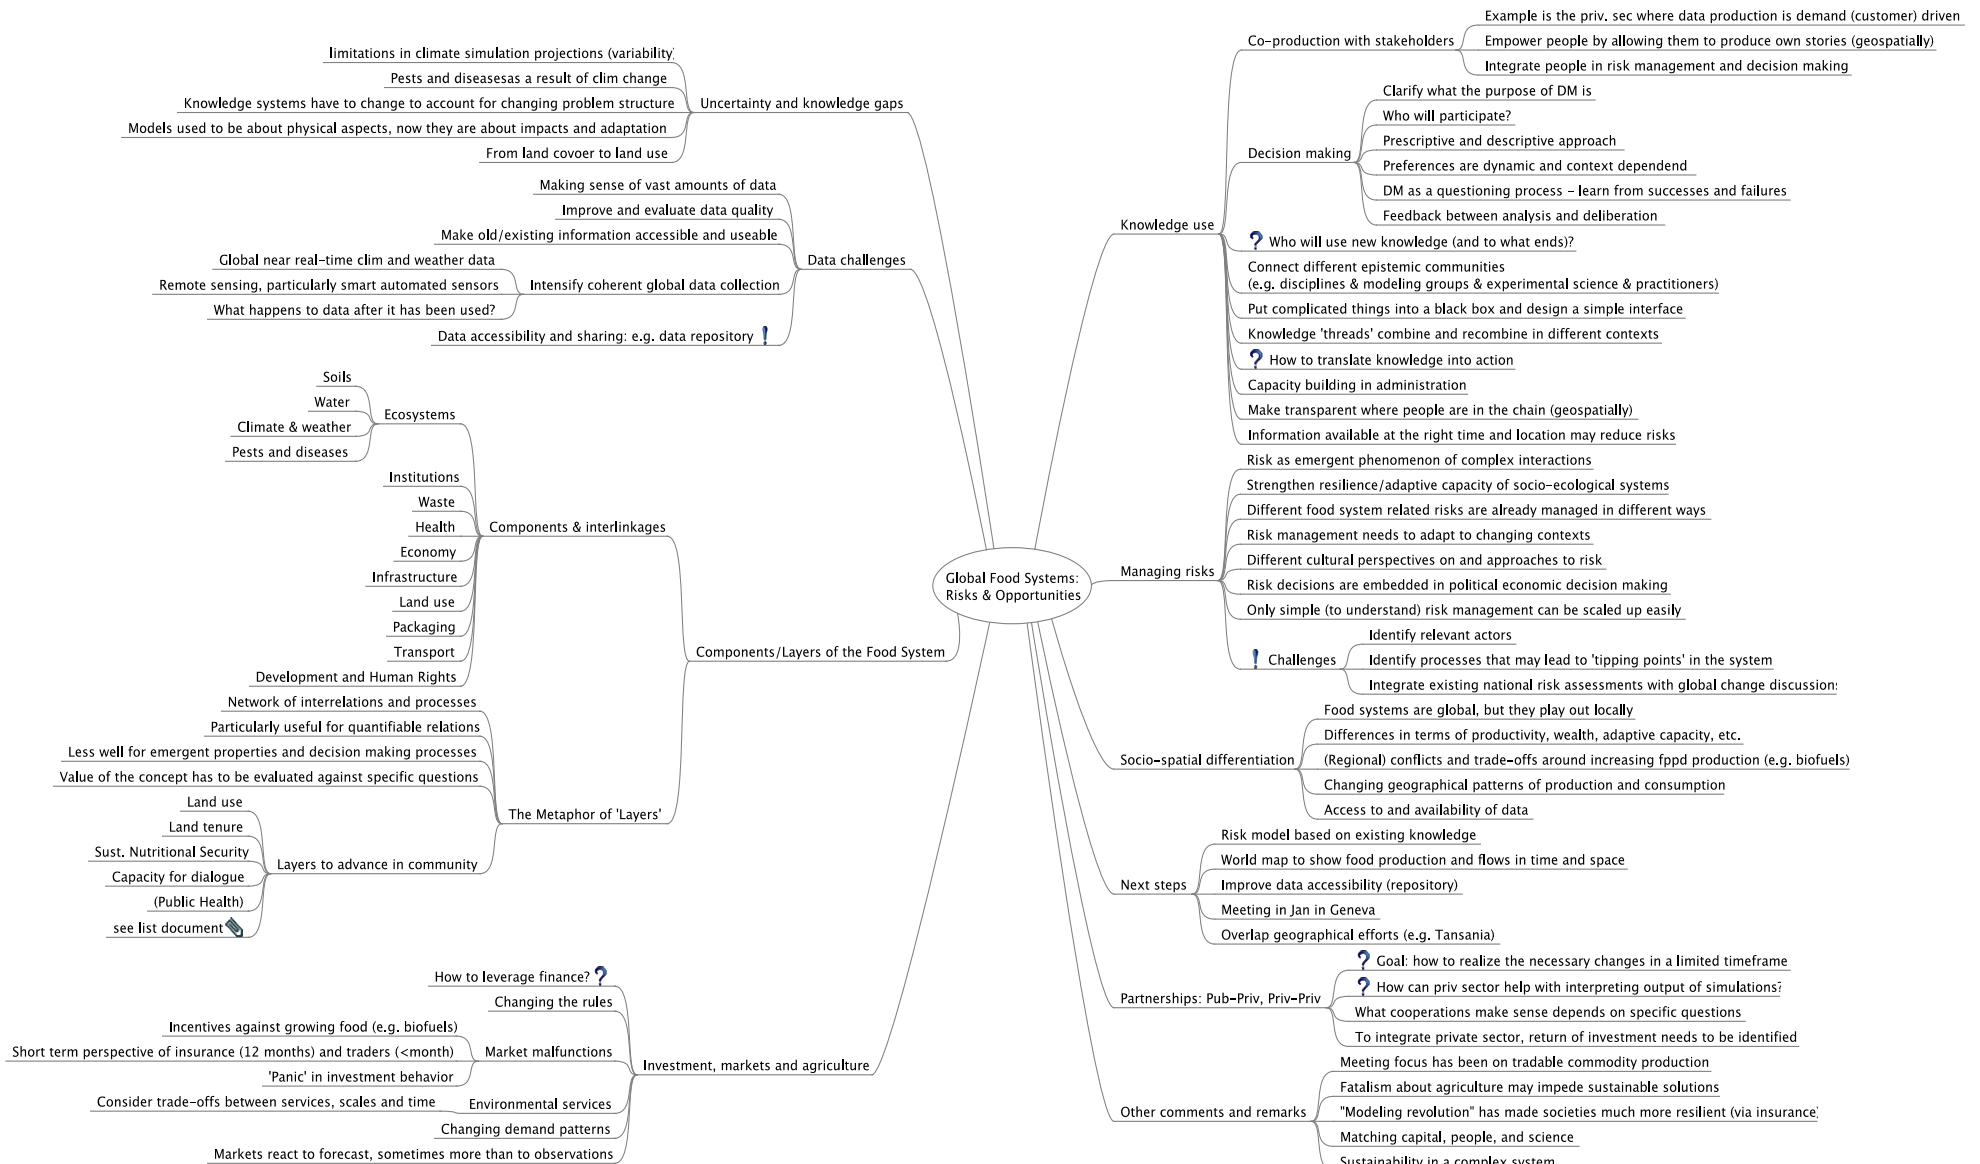 Global Food Systems:
Risks & Opportunities
Uncertainty and knowledge gaps
limitations in climate simulation projections (variability
Pests and diseasesas a result of clim change
Knowledge systems have to change to account for changing problem structure
Models used to be about physical aspects, now they are about impacts and adaptation
From land covoer to land use
Data challenges
Making sense of vast amounts of data
Improve and evaluate data quality
Make old/existing information accessible and useable
Intensify coherent global data collection
Global near real-time clim and weather data
Remote sensing, particularly smart automated sensors
What happens to data after it has been used?
Data accessibility and sharing: e.g. data repository !
Components/Layers of the Food System
Components & interlinkages
Ecosystems
Soils
Water
Climate & weather
Pests and diseases
Institutions
Waste
Health
Economy
Infrastructure
Land use
Packaging
Transport
Development and Human Rights
The Metaphor of 'Layers'
Network of interrelations and processes
Particularly useful for quantifiable relations
Less well for emergent properties and decision making processes
Value of the concept has to be evaluated against specific questions
Layers to advance in community
Land use
Land tenure
Sust. Nutritional Security
Capacity for dialogue
(Public Health)
see list document
Investment, markets and agriculture
How to leverage finance? ?
Changing the rules
Market malfunctions
Incentives against growing food (e.g. biofuels)
Short term perspective of insurance (12 months) and traders (<month)
'Panic' in investment behavior
Environmental services
Consider trade-offs between services, scales and time
Changing demand patterns
Markets react to forecast, sometimes more than to observations
Knowledge use
Co-production with stakeholders
Example is the priv. sec where data production is demand (customer) driven
Empower people by allowing them to produce own stories (geospatially)
Integrate people in risk management and decision making
Decision making
Clarify what the purpose of DM is
Who will participate?
Prescriptive and descriptive approach
Preferences are dynamic and context dependend
DM as a questioning process - learn from successes and failures
Feedback between analysis and deliberation
? Who will use new knowledge (and to what ends)?
Connect different epistemic communities
(e.g. disciplines & modeling groups & experimental science & practitioners)
Put complicated things into a black box and design a simple interface
Knowledge 'threads' combine and recombine in different contexts
? How to translate knowledge into action
Capacity building in administration
Make transparent where people are in the chain (geospatially)
Information available at the right time and location may reduce risks
Managing risks
Risk as emergent phenomenon of complex interactions
Strengthen resilience/adaptive capacity of socio-ecological systems
Different food system related risks are already managed in different ways
Risk management needs to adapt to changing contexts
Different cultural perspectives on and approaches to risk
Risk decisions are embedded in political economic decision making
Only simple (to understand) risk management can be scaled up easily
! Challenges
Identify relevant actors
Identify processes that may lead to 'tipping points' in the system
Integrate existing national risk assessments with global change discussions
Socio-spatial differentiation
Food systems are global, but they play out locally
Differences in terms of productivity, wealth, adaptive capacity, etc.
(Regional) conflicts and trade-offs around increasing fppd production (e.g. biofuels)
Changing geographical patterns of production and consumption
Access to and availability of data
Next steps
Risk model based on existing knowledge
World map to show food production and flows in time and space
Improve data accessibility (repository)
Meeting in Jan in Geneva
Overlap geographical efforts (e.g. Tansania)
Partnerships: Pub-Priv, Priv-Priv
? Goal: how to realize the necessary changes in a limited timeframe
? How can priv sector help with interpreting output of simulations?
What cooperations make sense depends on specific questions
To integrate private sector, return of investment needs to be identified
Other comments and remarks
Meeting focus has been on tradable commodity production
Fatalism about agriculture may impede sustainable solutions
"Modeling revolution" has made societies much more resilient (via insurance)
Matching capital, people, and science
Sustainability in a complex system